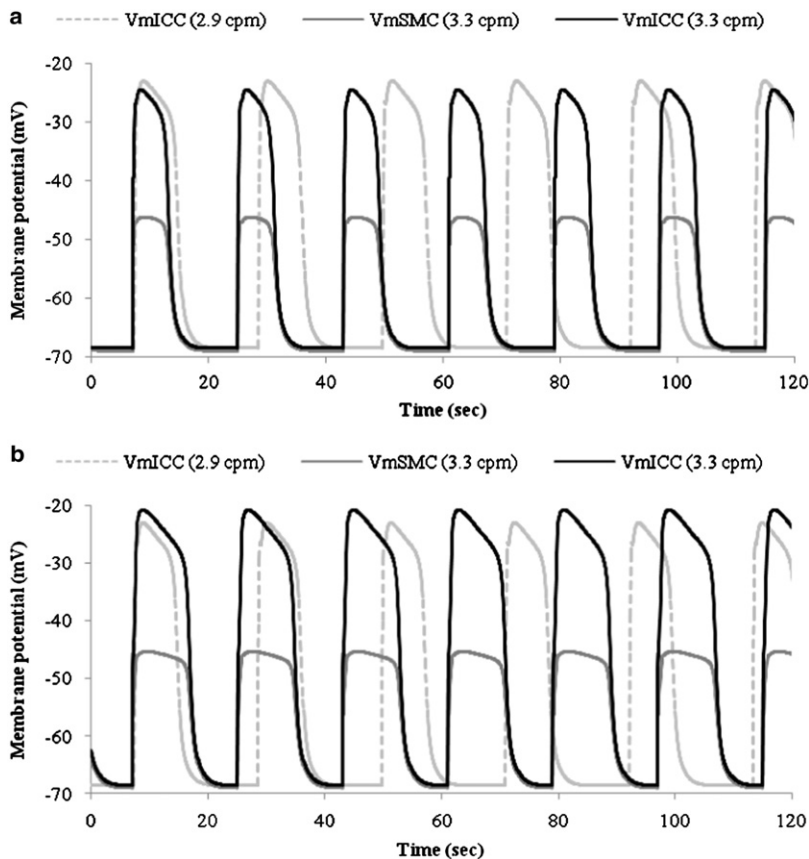 a
VmICC (2.9 cpm) VmSMC (3.3 cpm) VmICC (3.3 cpm)
Membrane potential (mV)
-20
-30
-40
-50
-60
-70
0 20 40 60 80 100 120
Time (sec)
b
VmICC (2.9 cpm) VmSMC (3.3 cpm) VmICC (3.3 cpm)
Membrane potential (mV)
-20
-30
-40
-50
-60
-70
0 20 40 60 80 100 120
Time (sec)